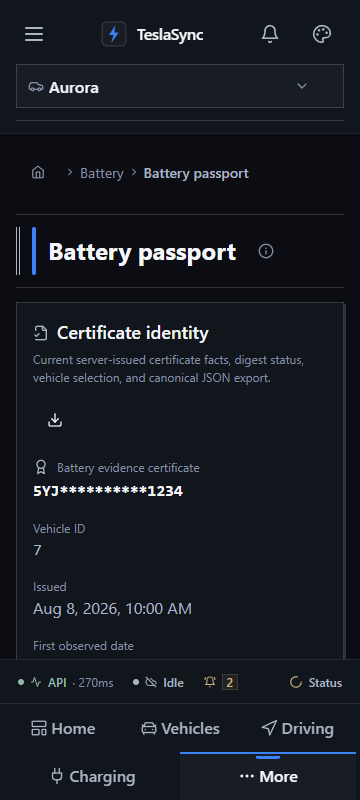 TeslaSync
Aurora
Battery
Battery passport
Battery passport
Certificate identity
Current server-issued certificate facts, digest status,
vehicle selection, and canonical JSON export.
Battery evidence certificate
5YJ**********1234
Vehicle ID
7
Issued
Aug 8, 2026, 10:00 AM
First observed date
API · 270ms
Idle
2
Status
Home
Vehicles
Driving
Charging
More